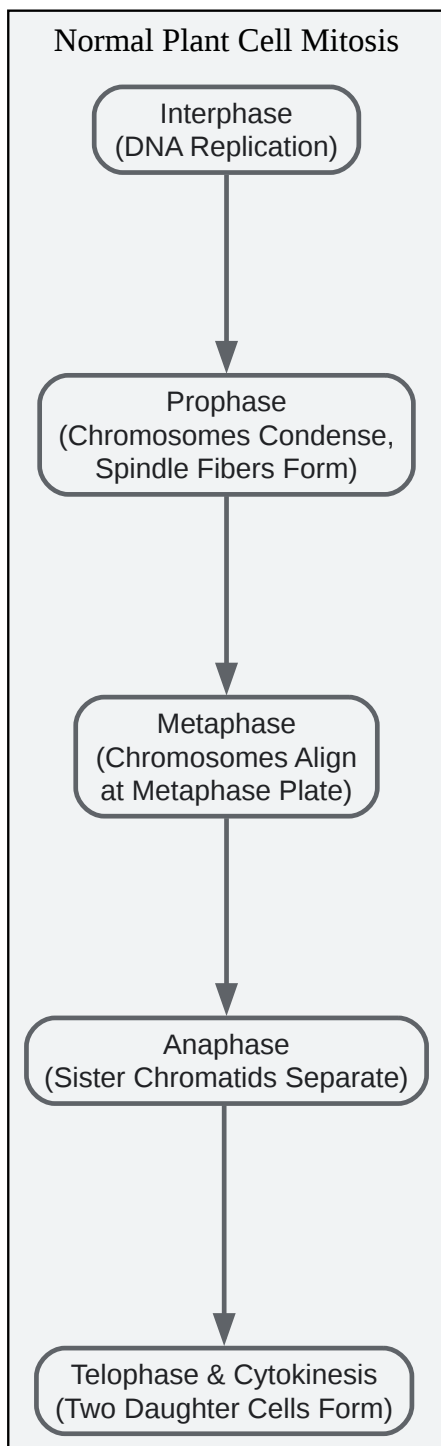 Normal Plant Cell Mitosis
Interphase
(DNA Replication)
Prophase
(Chromosomes Condense,
Spindle Fibers Form)
Metaphase
(Chromosomes Align
at Metaphase Plate)
Anaphase
(Sister Chromatids Separate)
Telophase & Cytokinesis
(Two Daughter Cells Form)